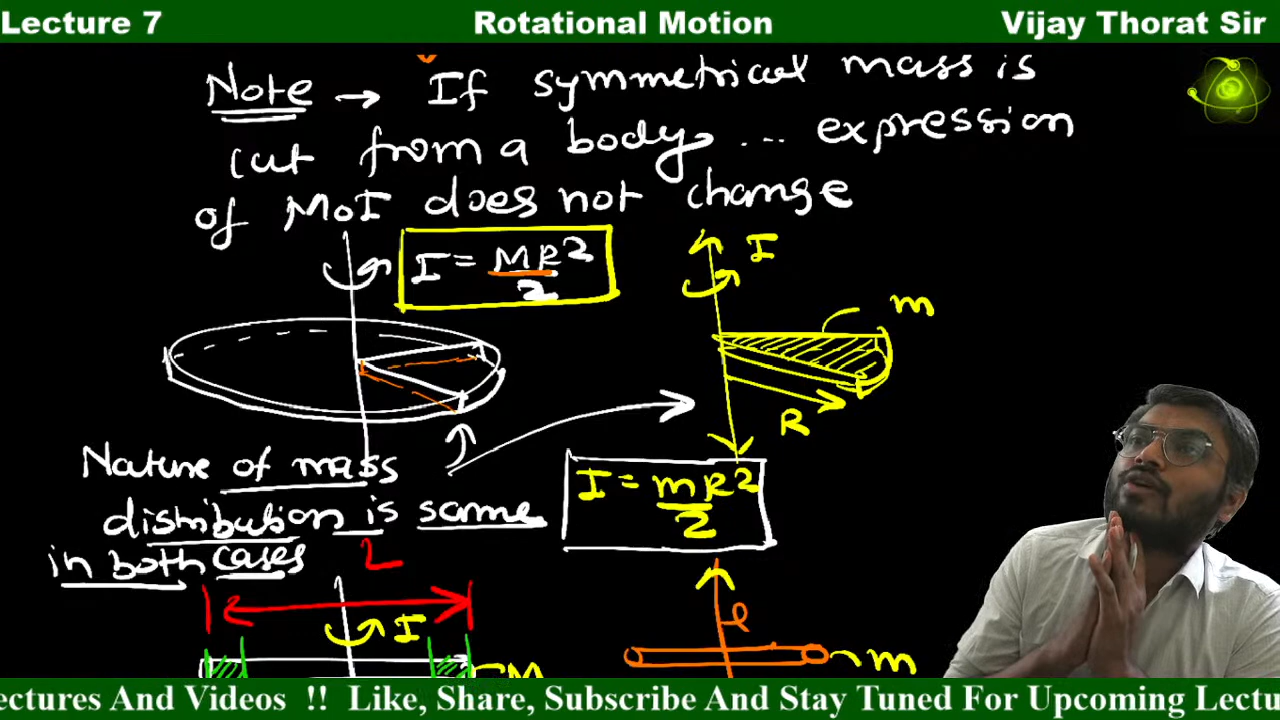 Lecture 7 Rotational Motion Vijay Thorat Sir
Note → If symmetrical mass is
cut from a body ... expression
of MoI does not change
I = MR²/2
I
m
R
Nature of mass
distribution is same
in both cases
I = mR²/2
L
I
l
M
m
ectures And Videos !! Like, Share, Subscribe And Stay Tuned For Upcoming Lectu